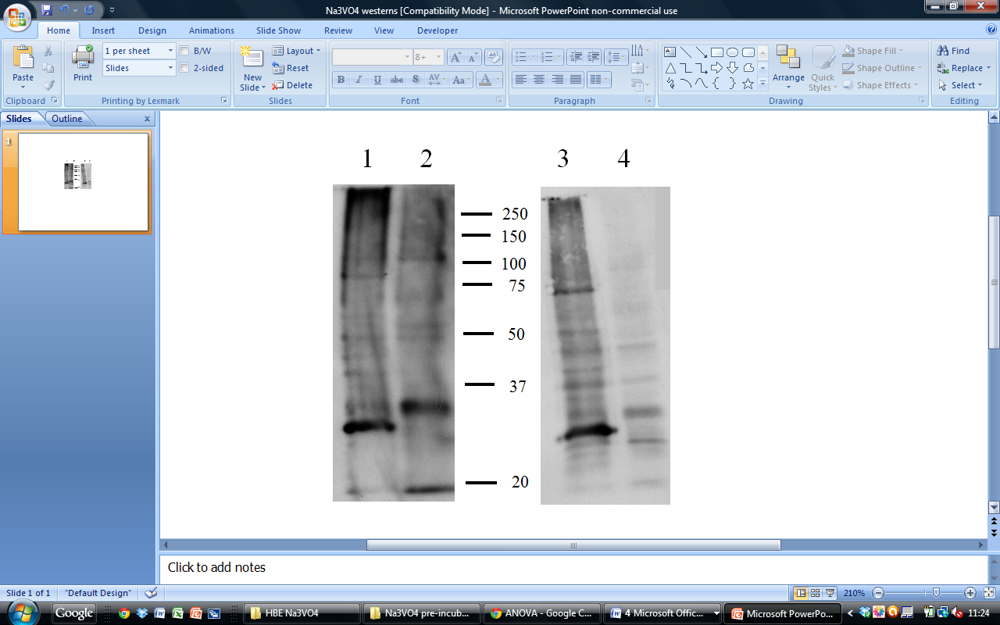 Na3VO4 westerns [Compatibility Mode] - Microsoft PowerPoint non-commercial use
Home Insert Design Animations Slide Show Review View Developer
Paste
Clipboard
Print
1 per sheet
Slides
B/W
2-sided
Printing by Lexmark
New Slide
Layout
Reset
Delete
Slides
8+
B I U abc S AV Aa A
Font
Paragraph
Arrange
Quick Styles
Shape Fill
Shape Outline
Shape Effects
Drawing
Find
Replace
Select
Editing
Slides Outline x
1
1 2 3 4
250
150
100
75
50
37
20
Click to add notes
Slide 1 of 1 "Default Design" 210%
Google HBE Na3VO4 Na3VO4 pre-incub... ANOVA - Google C... 4 Microsoft Offic... Microsoft PowerPo... 11:24